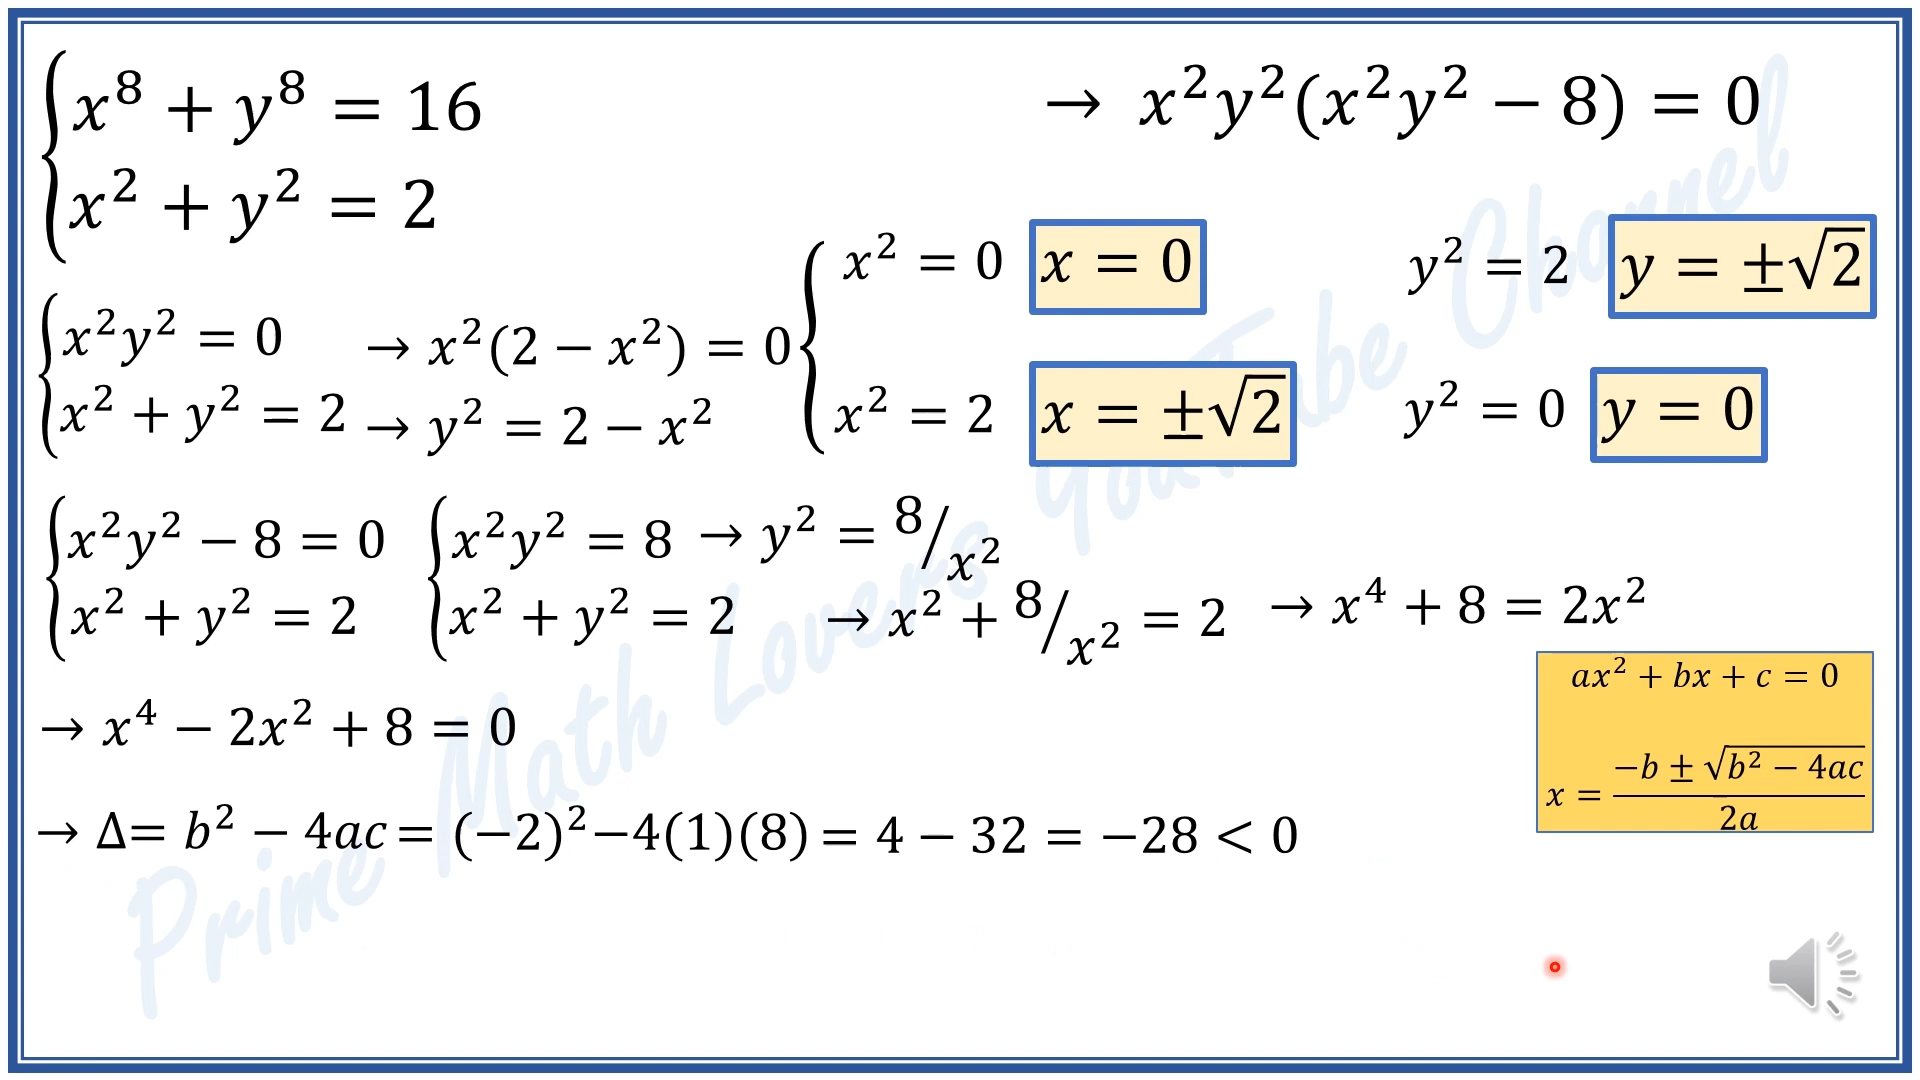 x⁸ + y⁸ = 16
x² + y² = 2
→ x²y²(x²y² − 8) = 0
x²y² = 0 → x²(2 − x²) = 0
x² + y² = 2 → y² = 2 − x²
x² = 0 x = 0 y² = 2 y = ±√2
x² = 2 x = ±√2 y² = 0 y = 0
x²y² − 8 = 0 x²y² = 8 → y² = 8/x²
x² + y² = 2 x² + y² = 2 → x² + 8/x² = 2 → x⁴ + 8 = 2x²
→ x⁴ − 2x² + 8 = 0
→ Δ= b² − 4ac = (−2)²−4(1)(8) = 4 − 32 = −28 < 0
ax² + bx + c = 0
x = (−b ± √(b² − 4ac))/2a
Prime Math Lovers YouTube Channel